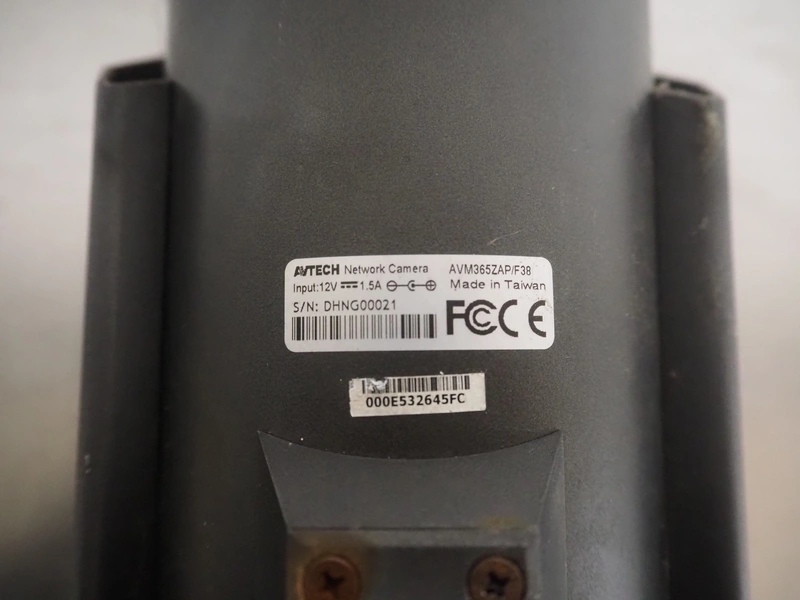 AVTECH Network Camera AVM365ZAP/F38
Input:12V 1.5A Made in Taiwan
S/N: DHNG00021
FC CE
000E532645FC